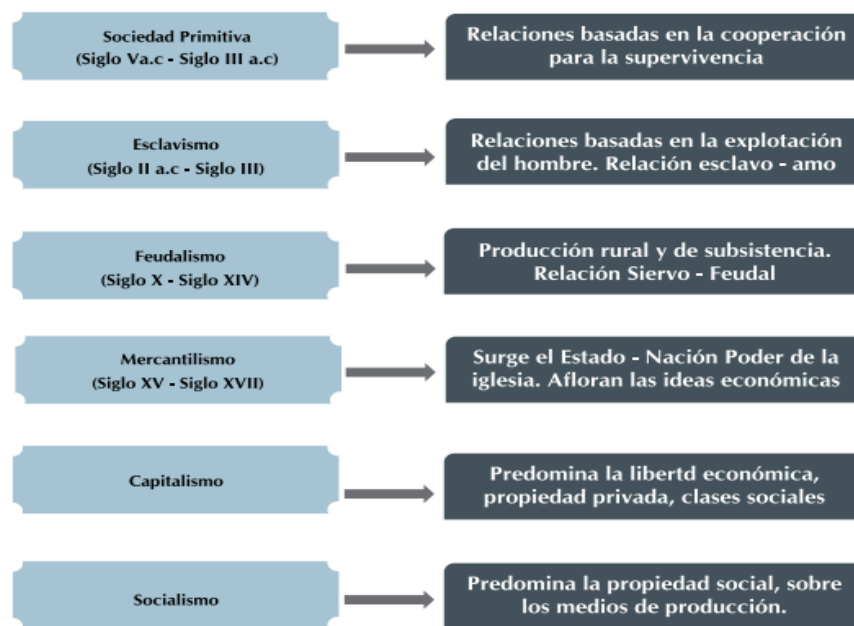 Sociedad Primitiva
(Siglo Va.c - Siglo III a.c)
Relaciones basadas en la cooperación
para la supervivencia
Esclavismo
(Siglo II a.c - Siglo III)
Relaciones basadas en la explotación
del hombre. Relación esclavo - amo
Feudalismo
(Siglo X - Siglo XIV)
Producción rural y de subsistencia.
Relación Siervo - Feudal
Mercantilismo
(Siglo XV - Siglo XVII)
Surge el Estado - Nación Poder de la
iglesia. Afloran las ideas económicas
Capitalismo
Predomina la libertd económica,
propiedad privada, clases sociales
Socialismo
Predomina la propiedad social, sobre
los medios de producción.